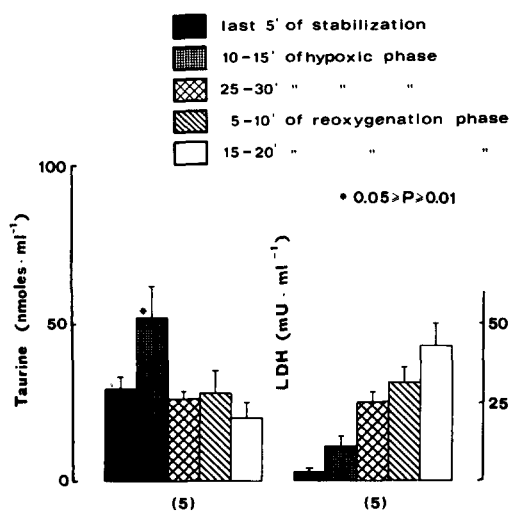 last 5' of stabilization
10-15' of hypoxic phase
25-30' " " "
5-10' of reoxygenation phase
15-20' " " "
* 0.05≥P≥0.01
Taurine (nmoles·ml⁻¹)
100
50
0
(5)
LDH (mU·ml⁻¹)
50
25
(5)